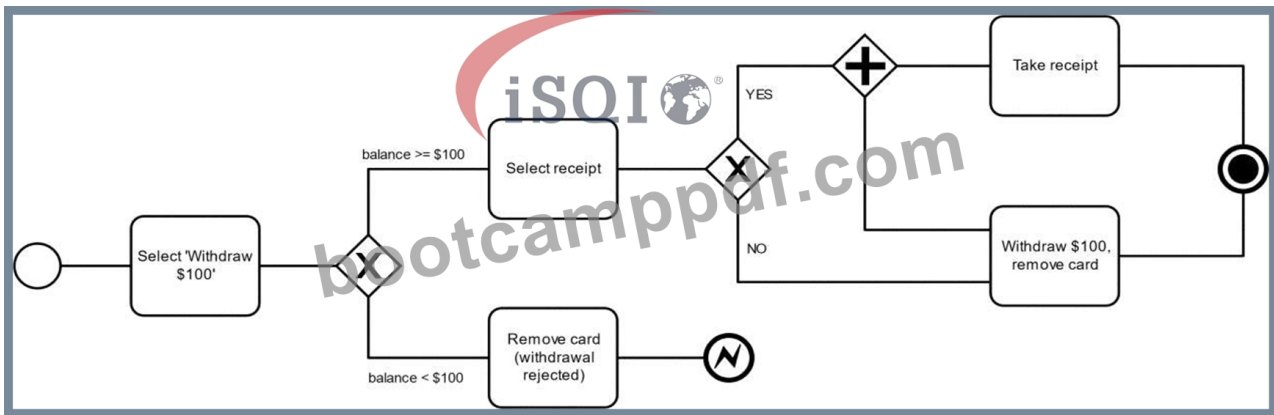 iSQI
®
bootcamppdf.com
Select 'Withdraw
$100'
X
balance >= $100
Select receipt
X
YES
Take receipt
NO
Withdraw $100,
remove card
balance < $100
Remove card
(withdrawal
rejected)